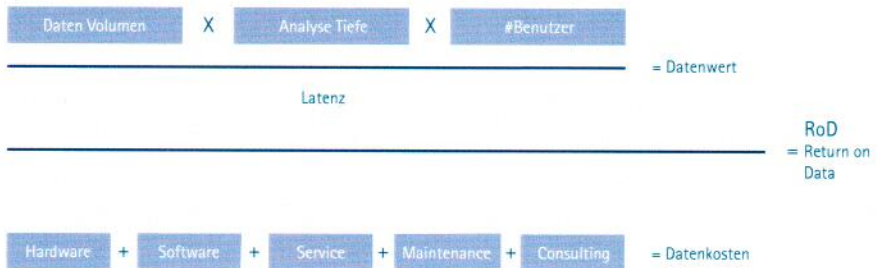 Daten Volumen X Analyse Tiefe X #Benutzer
= Datenwert
Latenz
RoD
= Return on
Data
Hardware + Software + Service + Maintenance + Consulting = Datenkosten